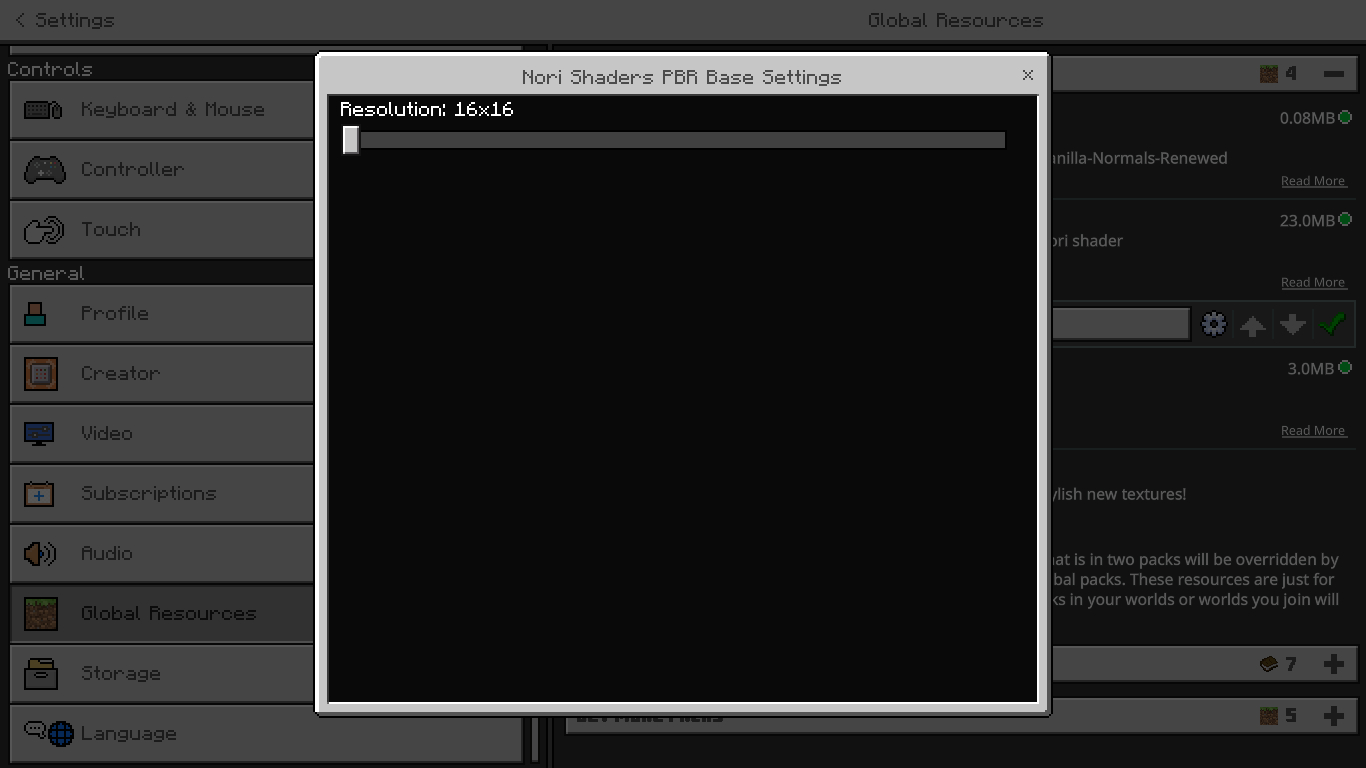 Settings
Global Resources
Controls
Keyboard & Mouse
Controller
Touch
General
Profile
Creator
Video
Subscriptions
Audio
Global Resources
Storage
Language
Nori Shaders PBR Base Settings
Resolution: 16x16
4
0.08MB
anilla-Normals-Renewed
Read More
23.0MB
ori shader
Read More
3.0MB
Read More
ylish new textures!
hat is in two packs will be overridden by
bal packs. These resources are just for
ks in your worlds or worlds you join will
7
5